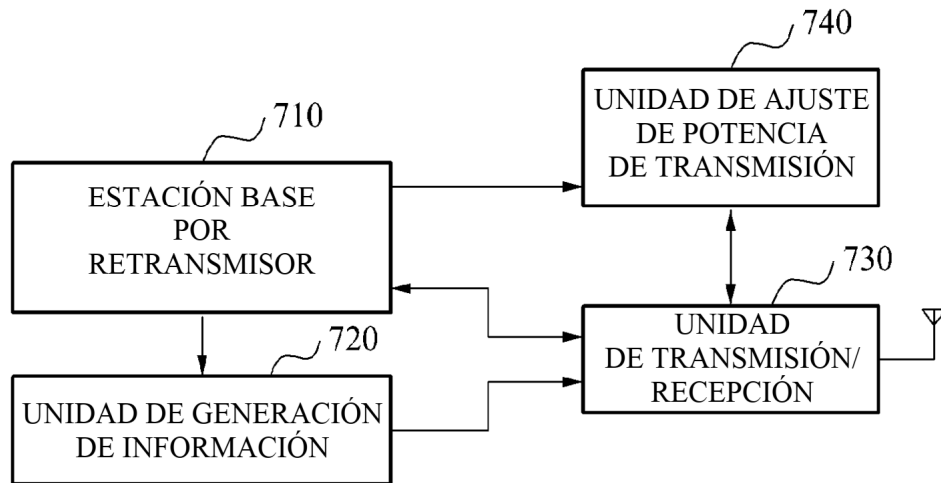 710
ESTACIÓN BASE
POR
RETRANSMISOR
740
UNIDAD DE AJUSTE
DE POTENCIA
DE TRANSMISIÓN
720
UNIDAD DE GENERACIÓN
DE INFORMACIÓN
730
UNIDAD
DE TRANSMISIÓN/
RECEPCIÓN